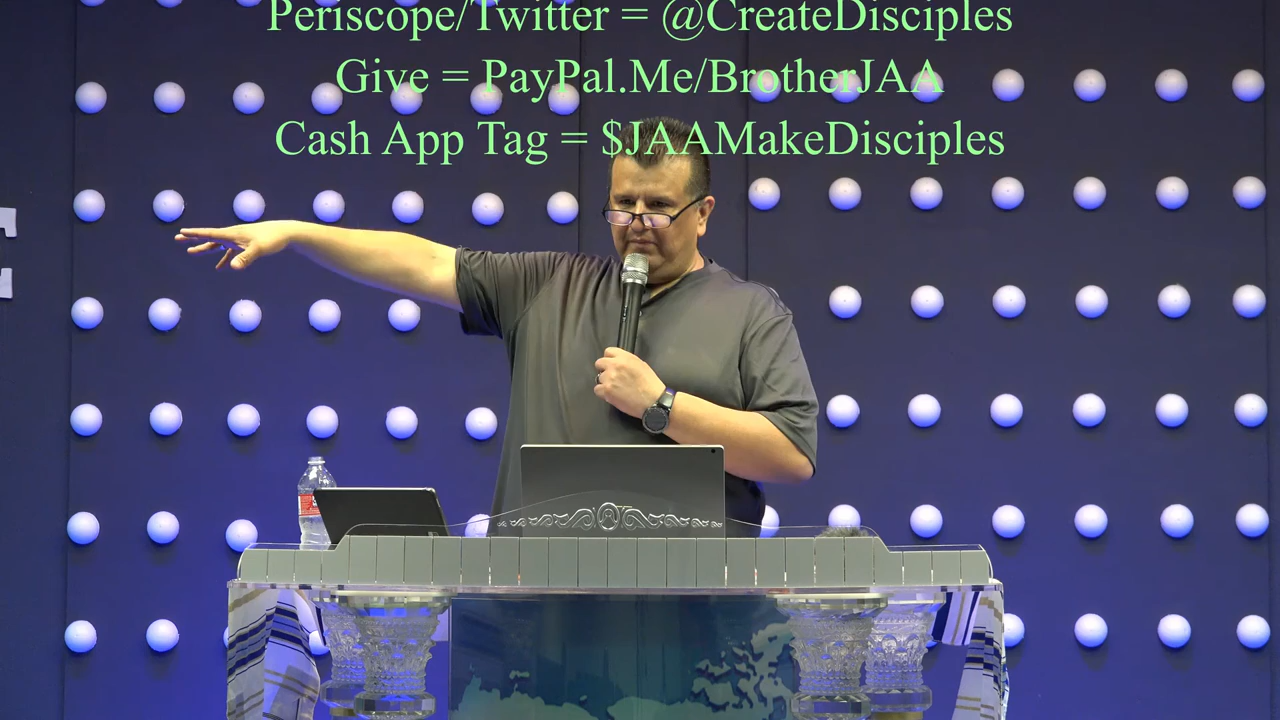 Periscope/Twitter = @CreateDisciples
Give = PayPal.Me/BrotherJAA
Cash App Tag = $JAAMakeDisciples